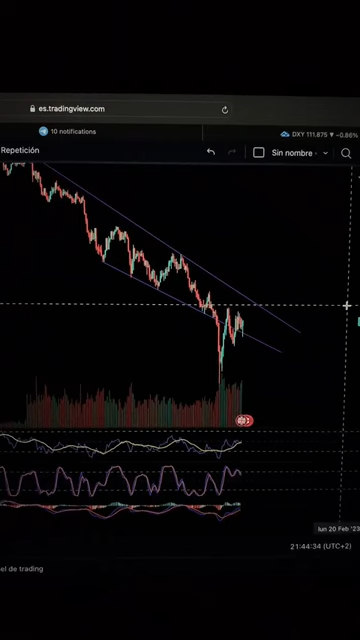 es.tradingview.com
10 notifications
DXY 111.875 ▼ −0.86%
Repetición
Sin nombre
lun 20 Feb '23
21:44:34 (UTC+2)
el de trading